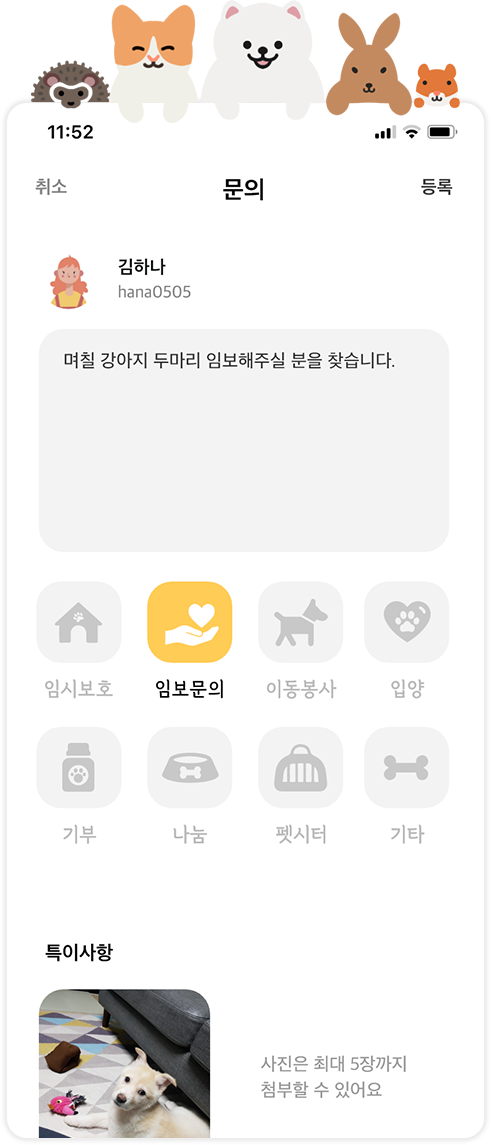 11:52
취소 문의 등록
김하나
hana0505
며칠 강아지 두마리 임보해주실 분을 찾습니다.
임시보호 임보문의 이동봉사 입양
기부 나눔 펫시터 기타
특이사항
사진은 최대 5장까지
첨부할 수 있어요